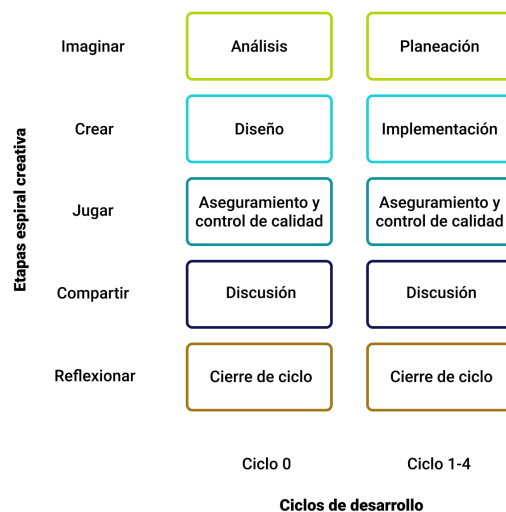 Imaginar
Análisis
Planeación
Crear
Diseño
Implementación
Jugar
Aseguramiento y
control de calidad
Aseguramiento y
control de calidad
Compartir
Discusión
Discusión
Reflexionar
Cierre de ciclo
Cierre de ciclo
Etapas espiral creativa
Ciclo 0
Ciclo 1-4
Ciclos de desarrollo